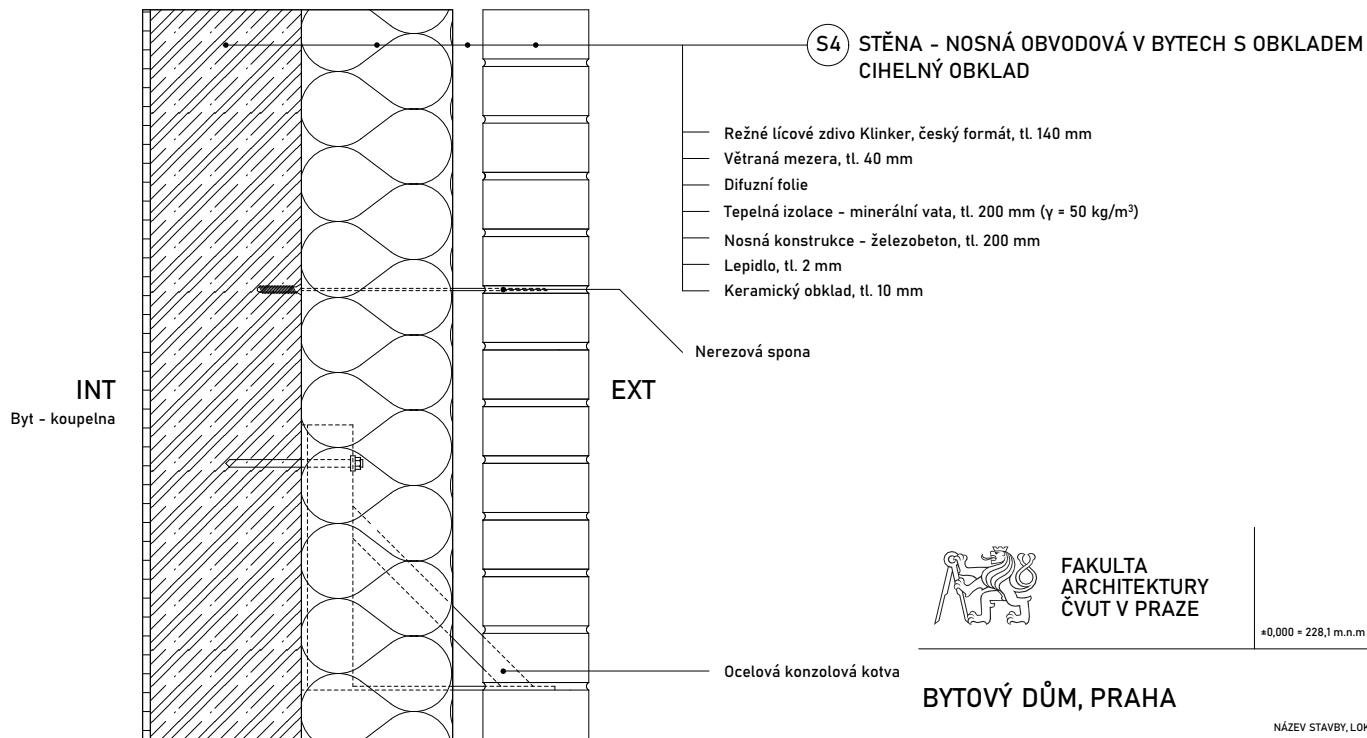 S4 STĚNA - NOSNÁ OBVODOVÁ V BYTECH S OBKLADEM
CIHELNÝ OBKLAD
Režné lícové zdivo Klinker, český formát, tl. 140 mm
Větraná mezera, tl. 40 mm
Difuzní folie
Tepelná izolace - minerální vata, tl. 200 mm (γ = 50 kg/m³)
Nosná konstrukce - železobeton, tl. 200 mm
Lepidlo, tl. 2 mm
Keramický obklad, tl. 10 mm
Nerezová spona
INT
Byt - koupelna
EXT
Ocelová konzolová kotva
FAKULTA
ARCHITEKTURY
ČVUT V PRAZE
±0,000 = 228,1 m.n.m
BYTOVÝ DŮM, PRAHA
NÁZEV STAVBY, LOK